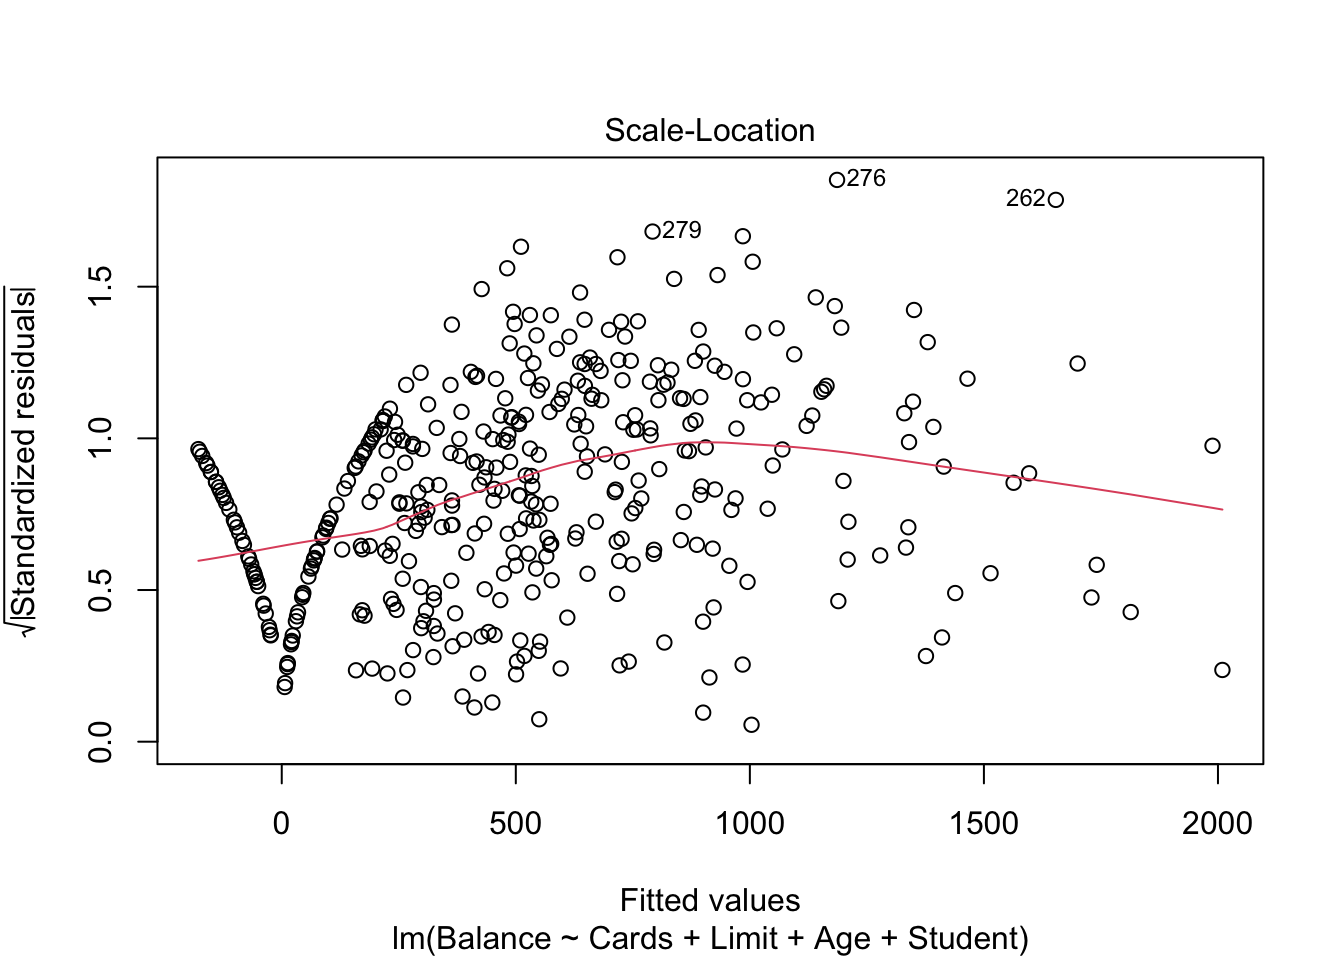 Scale-Location
276
262
279
√|Standardized residuals|
1.5
1.0
0.5
0.0
0 500 1000 1500 2000
Fitted values
lm(Balance ~ Cards + Limit + Age + Student)